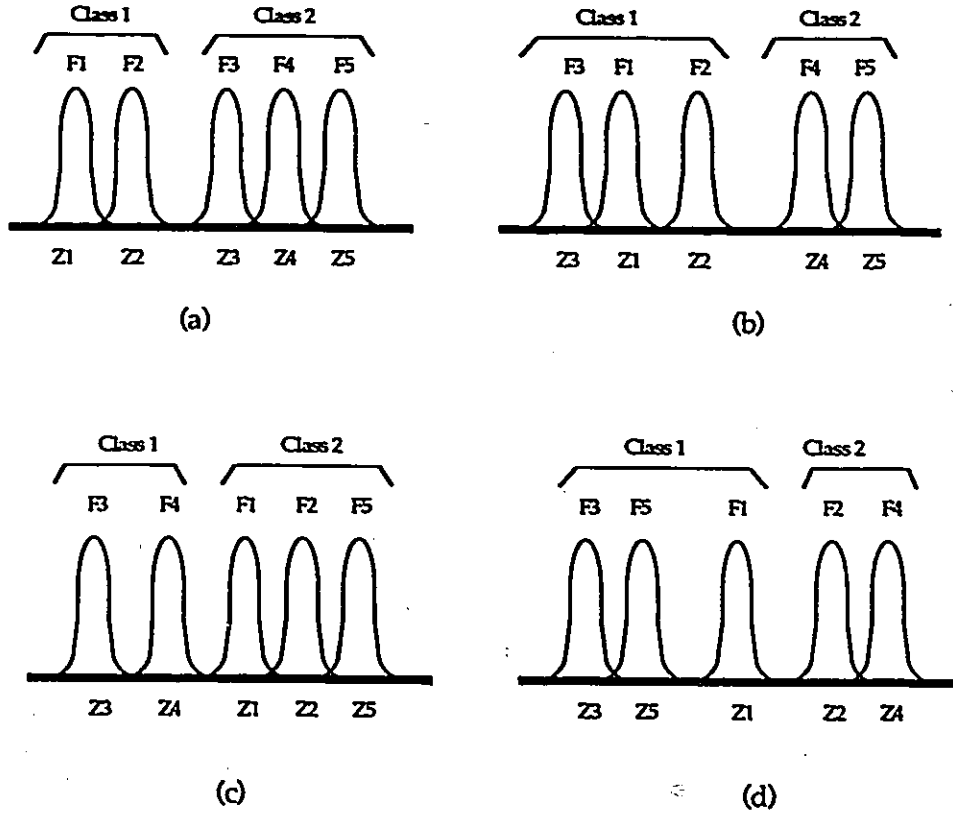 Class 1 Class 2
F1 F2 F3 F4 F5
Z1 Z2 Z3 Z4 Z5
(a)
Class 1 Class 2
F3 F1 F2 F4 F5
Z3 Z1 Z2 Z4 Z5
(b)
Class 1 Class 2
F3 F4 F1 F2 F5
Z3 Z4 Z1 Z2 Z5
(c)
Class 1 Class 2
F3 F5 F1 F2 F4
Z3 Z5 Z1 Z2 Z4
(d)